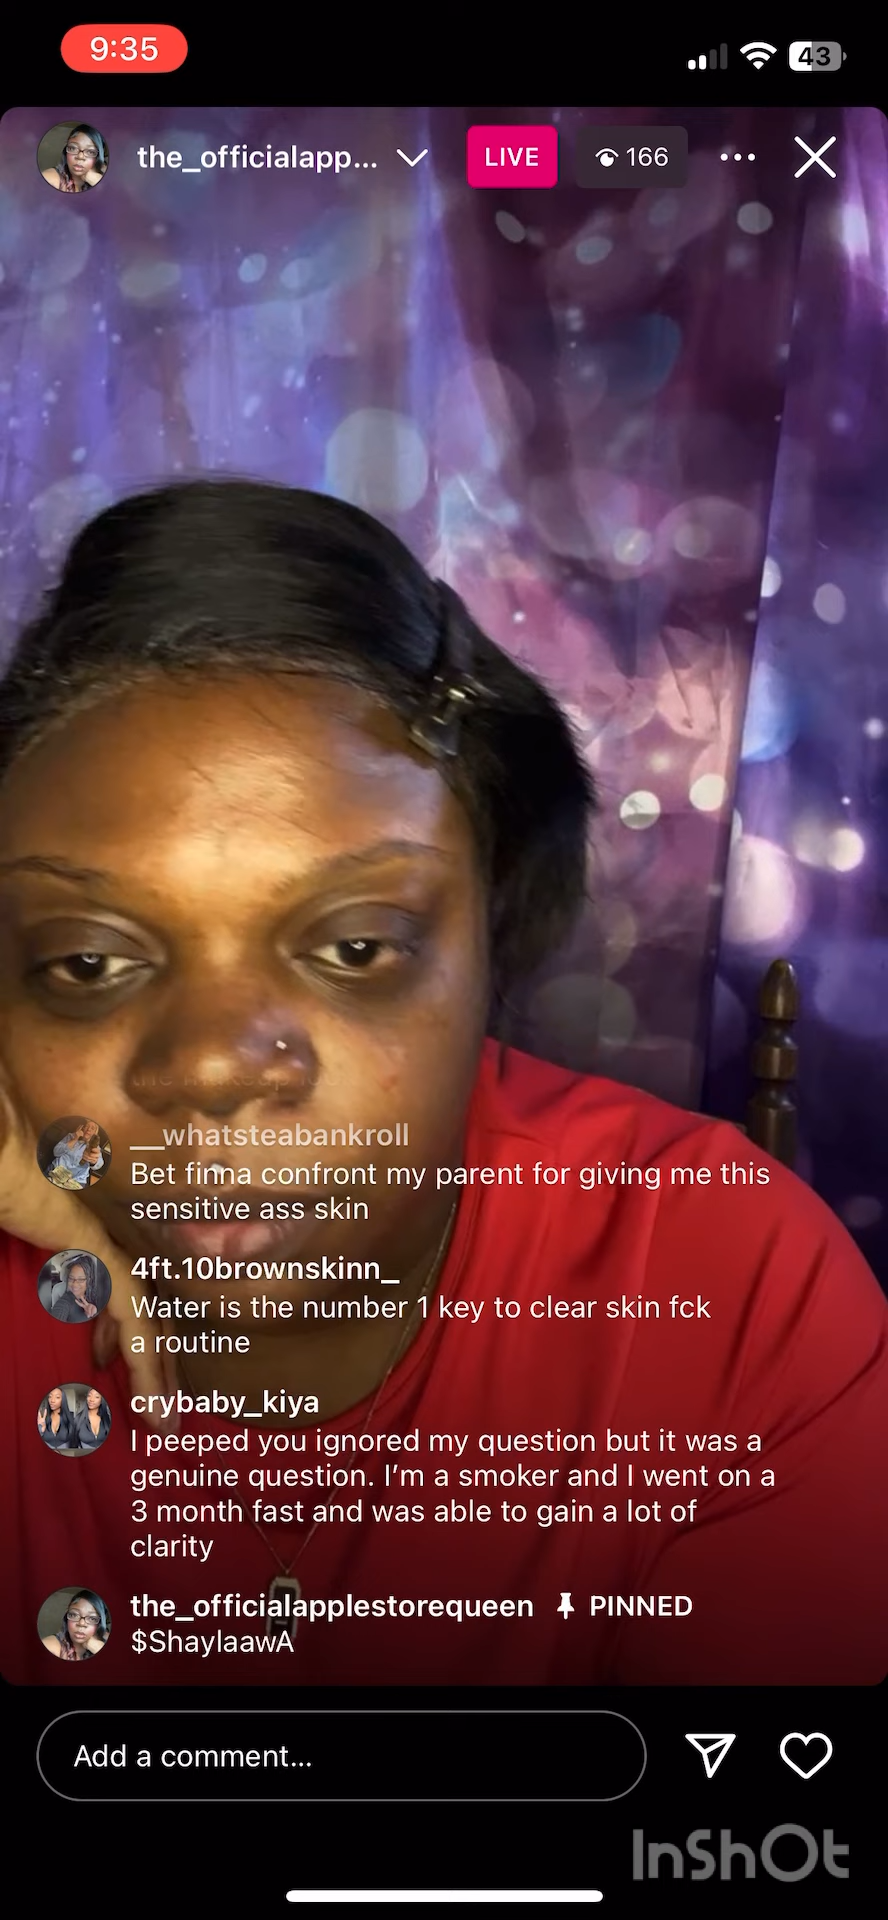 9:35
43
the_officialapp...
LIVE
166
the makeup
__whatsteabankroll
Bet finna confront my parent for giving me this
sensitive ass skin
4ft.10brownskinn_
Water is the number 1 key to clear skin fck
a routine
crybaby_kiya
I peeped you ignored my question but it was a
genuine question. I'm a smoker and I went on a
3 month fast and was able to gain a lot of
clarity
the_officialapplestorequeen PINNED
$ShaylaawA
Add a comment...
InShOt